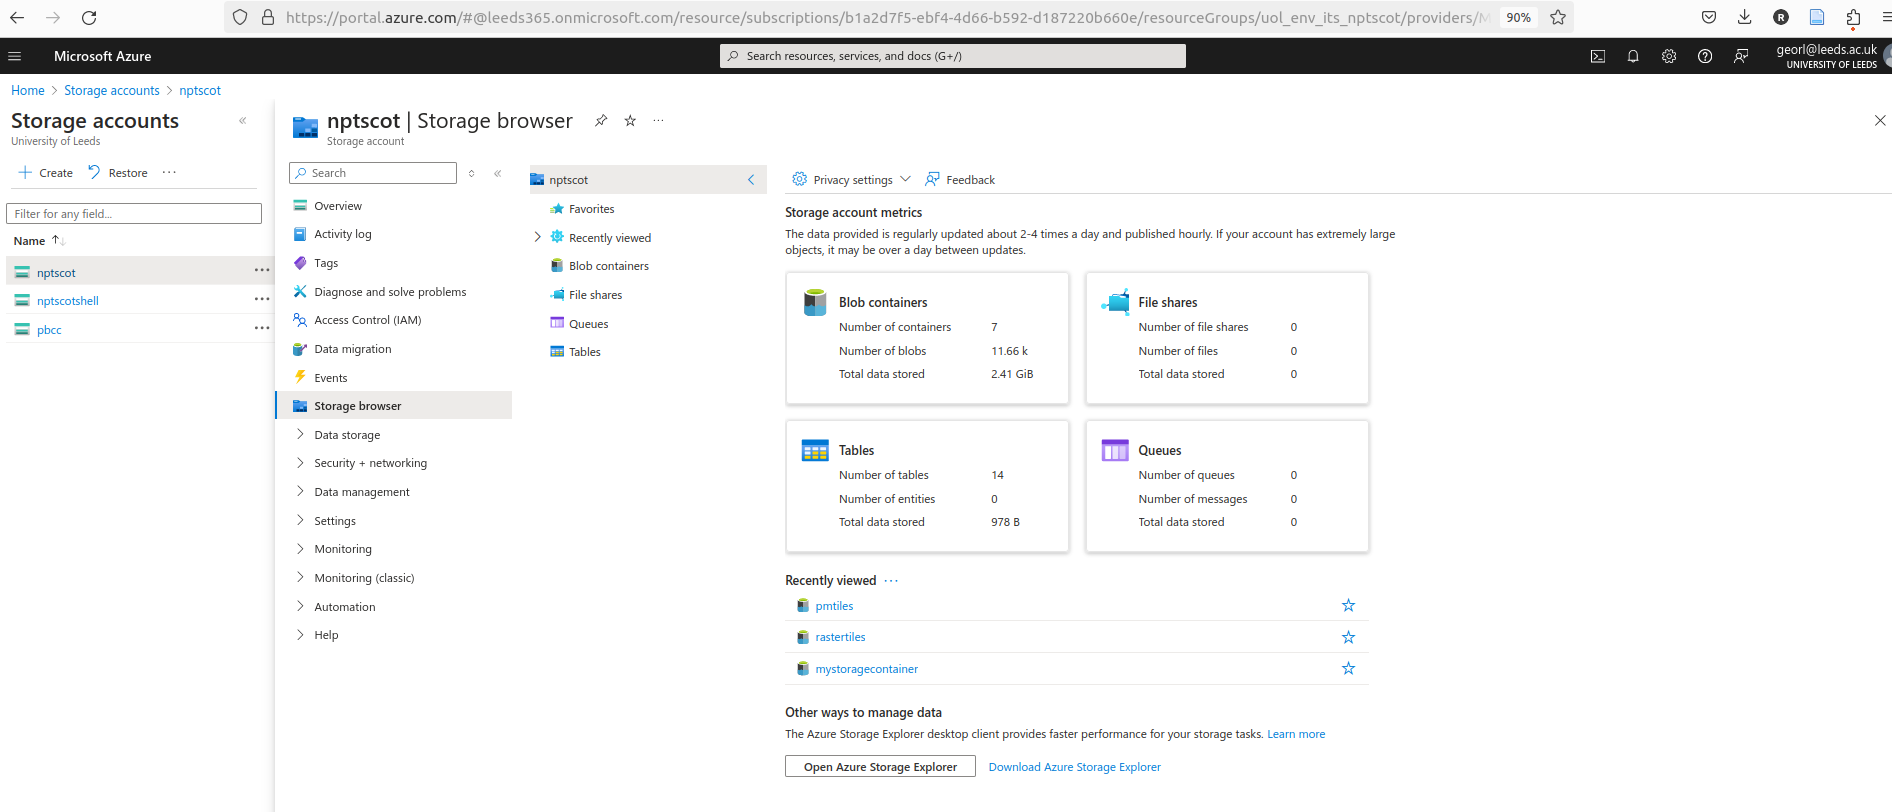 https://portal.azure.com/#@leeds365.onmicrosoft.com/resource/subscriptions/b1a2d7f5-ebf4-4d66-b592-d187220b660e/resourceGroups/uol_env_its_nptscot/providers/M
90%
R
Microsoft Azure
Search resources, services, and docs (G+/)
georl@leeds.ac.uk
UNIVERSITY OF LEEDS
Home > Storage accounts > nptscot
Storage accounts
University of Leeds
Create
Restore
Filter for any field...
Name
nptscot
nptscotshell
pbcc
nptscot | Storage browser
Storage account
Search
Overview
Activity log
Tags
Diagnose and solve problems
Access Control (IAM)
Data migration
Events
Storage browser
Data storage
Security + networking
Data management
Settings
Monitoring
Monitoring (classic)
Automation
Help
nptscot
Favorites
Recently viewed
Blob containers
File shares
Queues
Tables
Privacy settings
Feedback
Storage account metrics
The data provided is regularly updated about 2-4 times a day and published hourly. If your account has extremely large
objects, it may be over a day between updates.
Blob containers
Number of containers 7
Number of blobs 11.66 k
Total data stored 2.41 GiB
File shares
Number of file shares 0
Number of files 0
Total data stored 0
Tables
Number of tables 14
Number of entities 0
Total data stored 978 B
Queues
Number of queues 0
Number of messages 0
Total data stored 0
Recently viewed ...
pmtiles
rastertiles
mystoragecontainer
Other ways to manage data
The Azure Storage Explorer desktop client provides faster performance for your storage tasks. Learn more
Open Azure Storage Explorer
Download Azure Storage Explorer